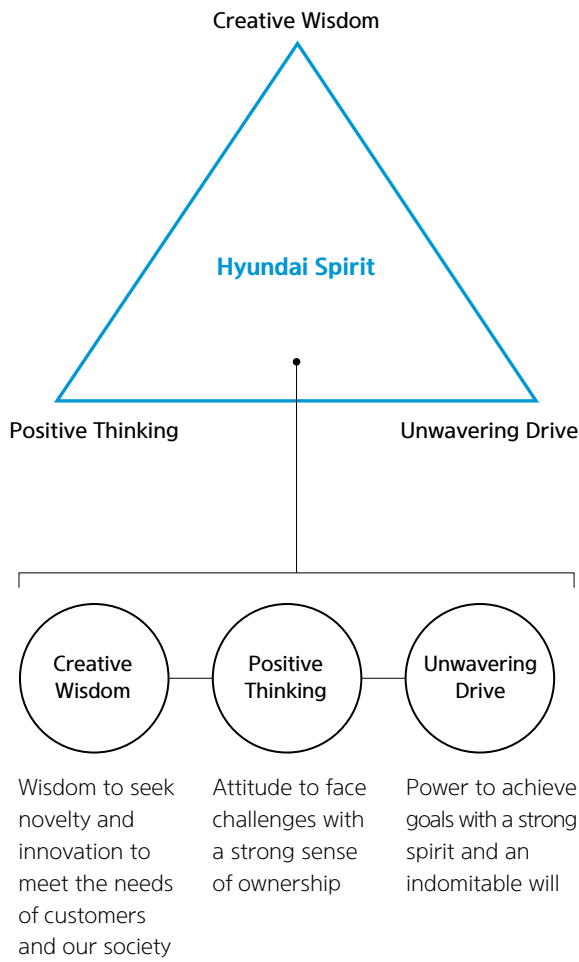 Creative Wisdom
Hyundai Spirit
Positive Thinking
Unwavering Drive
Creative
Wisdom
Positive
Thinking
Unwavering
Drive
Wisdom to seek
novelty and
innovation to
meet the needs
of customers
and our society
Attitude to face
challenges with
a strong sense
of ownership
Power to achieve
goals with a strong
spirit and an
indomitable will